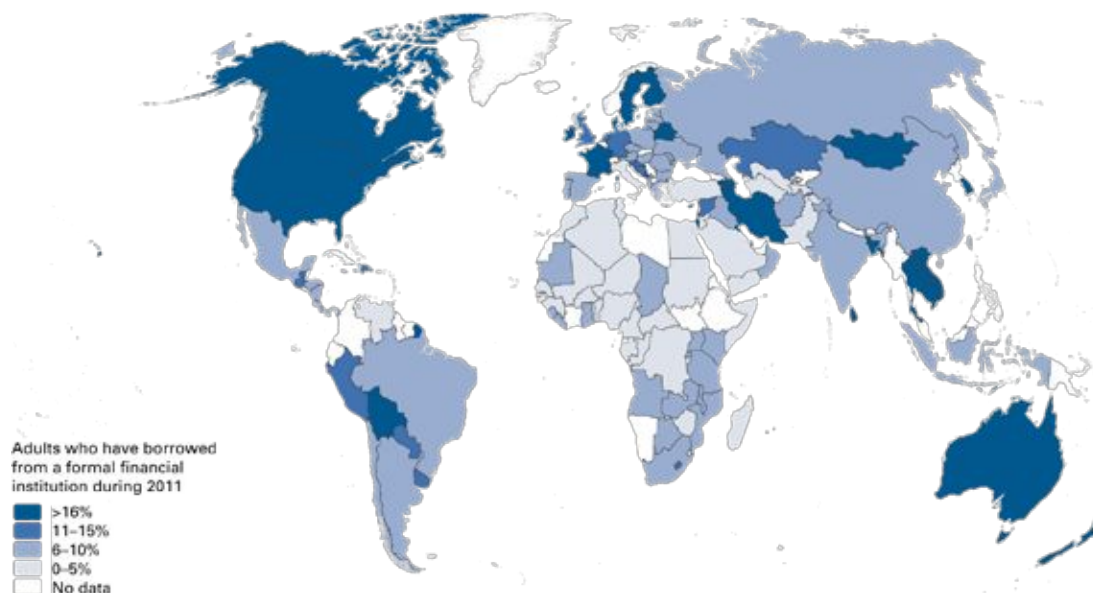 Adults who have borrowed
from a formal financial
institution during 2011
>16%
11–15%
6–10%
0–5%
No data